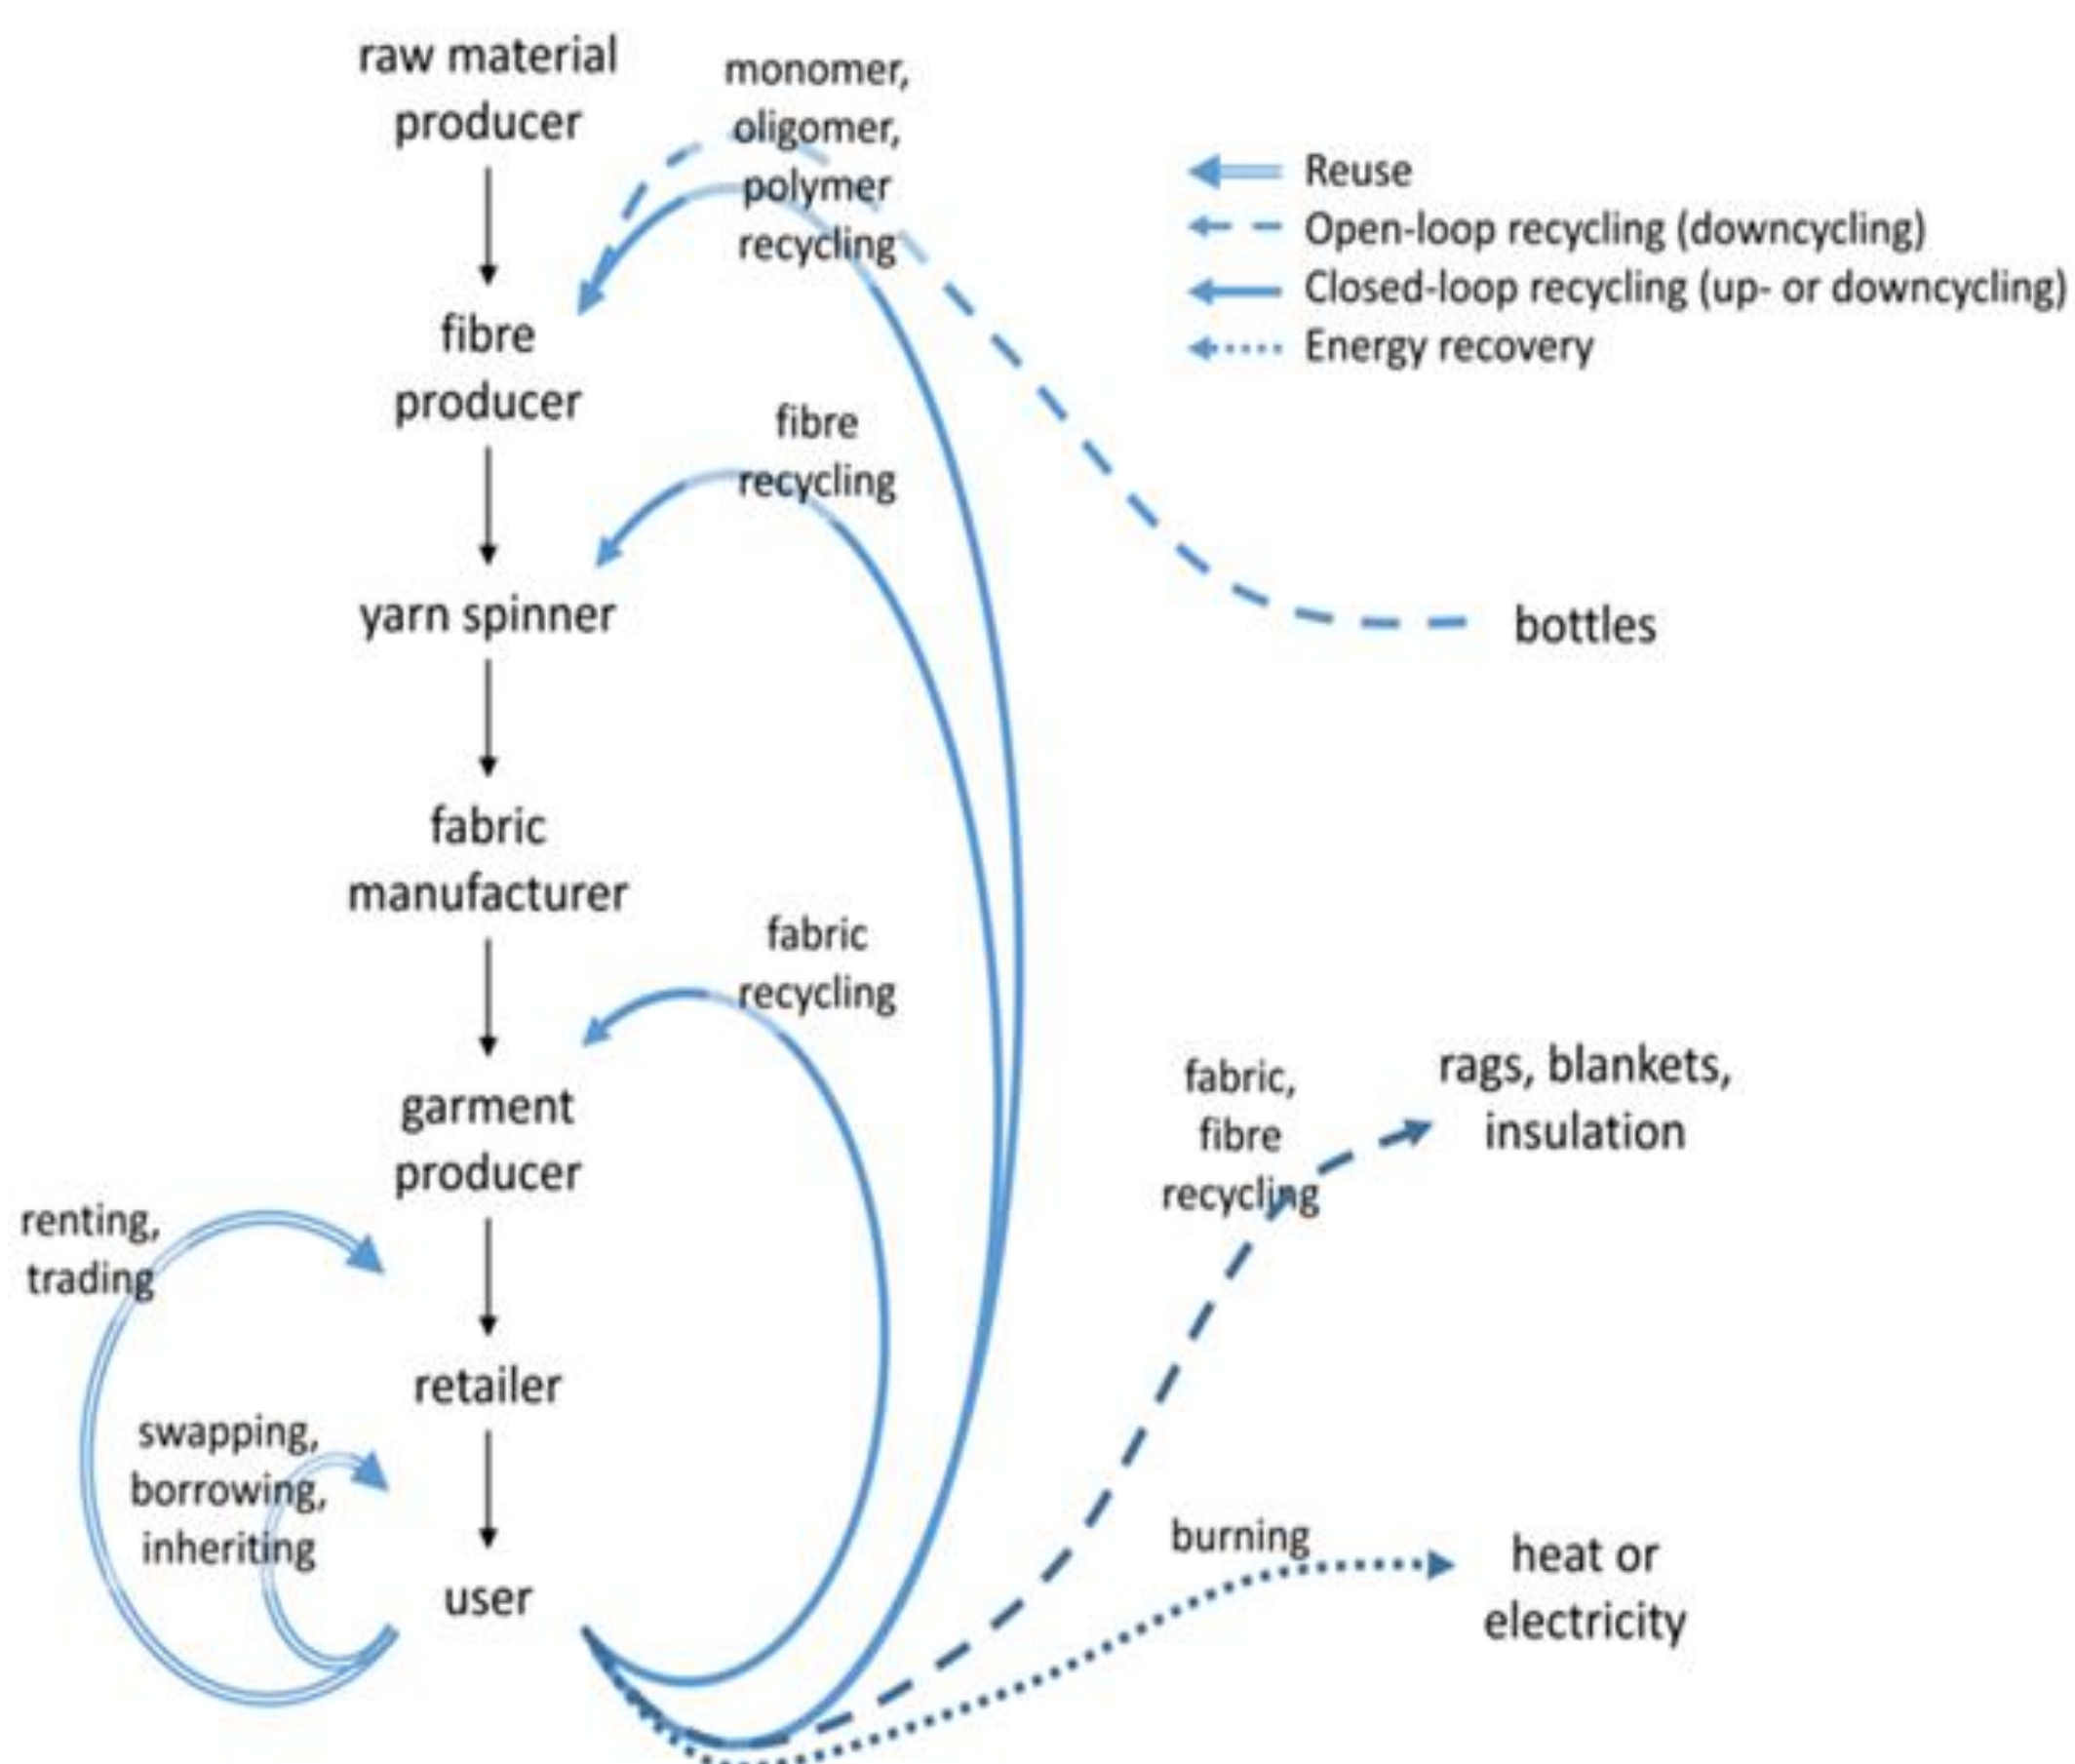 raw material
producer
monomer,
oligomer,
polymer
recycling
Reuse
Open-loop recycling (downcycling)
Closed-loop recycling (up- or downcycling)
Energy recovery
fibre
producer
fibre
recycling
yarn spinner
bottles
fabric
manufacturer
fabric
recycling
garment
producer
fabric,
fibre
recycling
rags, blankets,
insulation
renting,
trading
retailer
swapping,
borrowing,
inheriting
user
burning
heat or
electricity